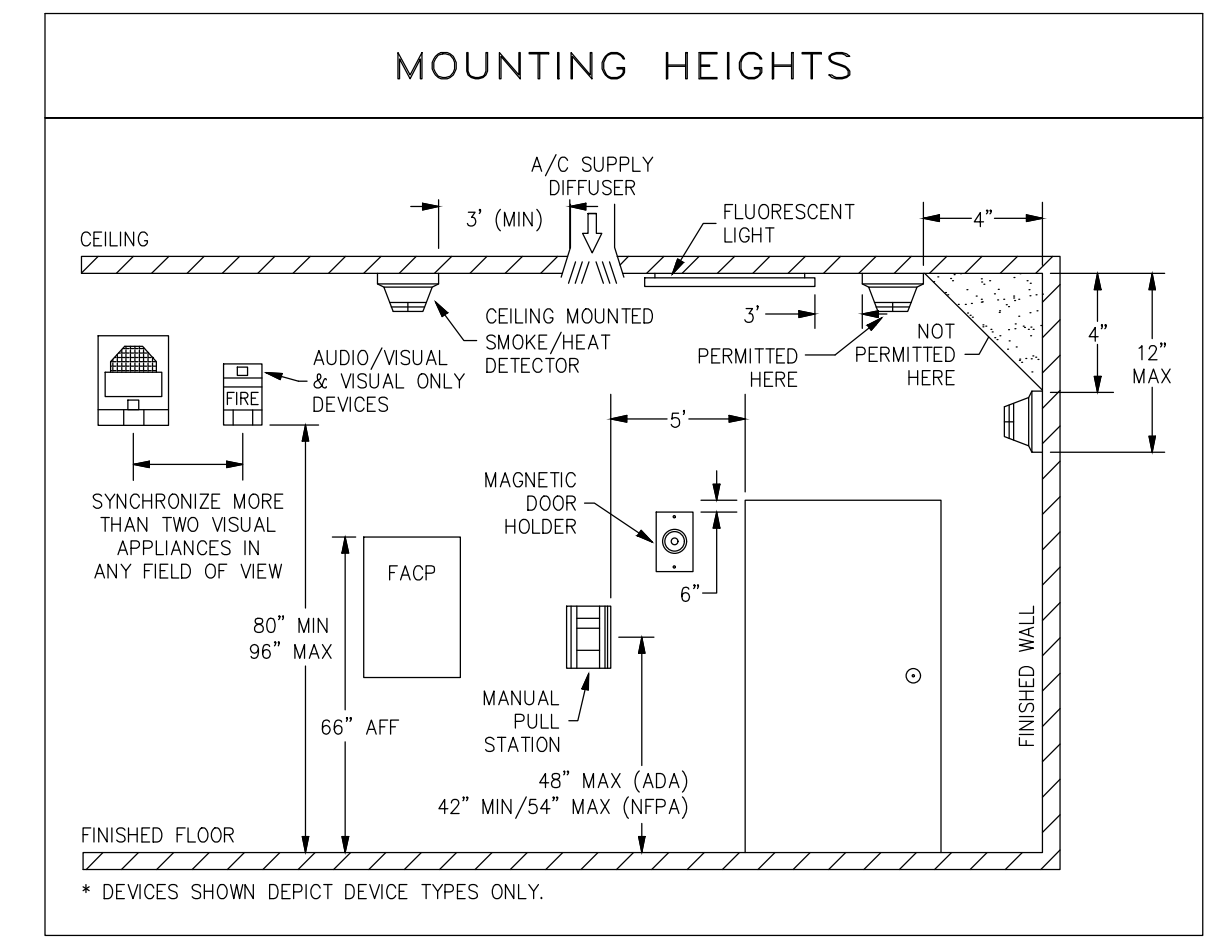 MOUNTING HEIGHTS
A/C SUPPLY
DIFFUSER
3' (MIN)
FLUORESCENT
LIGHT
4"
CEILING
CEILING MOUNTED
SMOKE/HEAT
DETECTOR
3'
PERMITTED
HERE
NOT
PERMITTED
HERE
4"
12"
MAX
AUDIO/VISUAL
& VISUAL ONLY
DEVICES
FIRE
5'
SYNCHRONIZE MORE
THAN TWO VISUAL
APPLIANCES IN
ANY FIELD OF VIEW
MAGNETIC
DOOR
HOLDER
6"
FACP
80" MIN
96" MAX
66" AFF
MANUAL
PULL
STATION
48" MAX (ADA)
42" MIN/54" MAX (NFPA)
FINISHED WALL
FINISHED FLOOR
* DEVICES SHOWN DEPICT DEVICE TYPES ONLY.